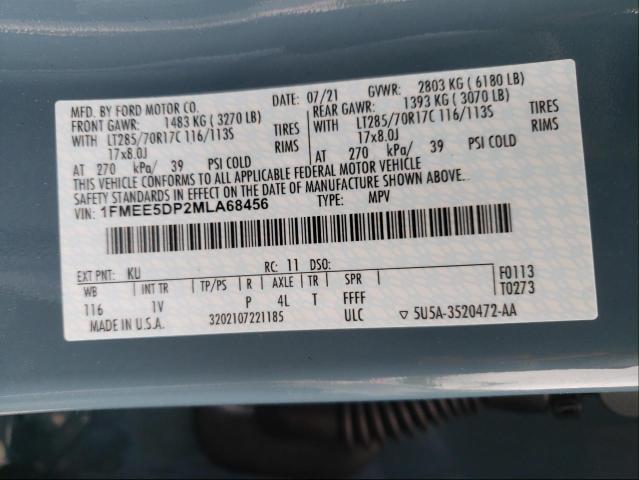 MFD. BY FORD MOTOR CO. DATE: 07/21 GVWR: 2803 KG ( 6180 LB)
FRONT GAWR: 1483 KG ( 3270 LB) REAR GAWR: 1393 KG ( 3070 LB)
WITH LT285/70R17C 116/113S TIRES WITH LT285/70R17C 116/113S TIRES
17x8.0J RIMS 17x8.0J RIMS
AT 270 kPa/ 39 PSI COLD AT 270 kPa/ 39 PSI COLD
THIS VEHICLE CONFORMS TO ALL APPLICABLE FEDERAL MOTOR VEHICLE
SAFETY STANDARDS IN EFFECT ON THE DATE OF MANUFACTURE SHOWN ABOVE.
VIN: 1FMEE5DP2MLA68456 TYPE: MPV
EXT PNT: KU RC: 11 DSO: F0113
WB INT TR TP/PS R AXLE TR SPR T0273
116 1V P 4L T FFFF
MADE IN U.S.A. 3202107221185 ULC ▽ 5U5A-3520472-AA